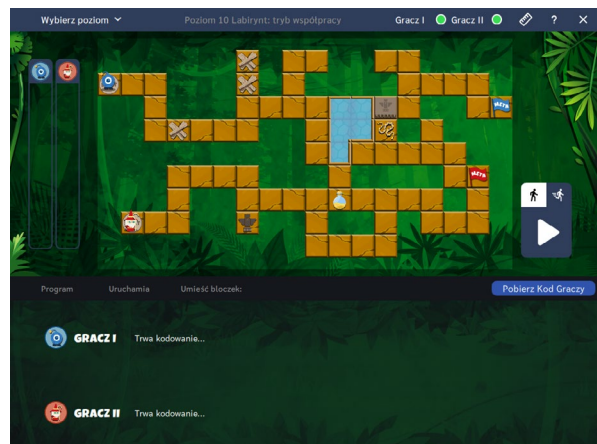 Wybierz poziom
Poziom 10 Labirynt: tryb współpracy
Gracz I
Gracz II
?
META
META
Program
Uruchamia
Umieść bloczek:
Pobierz Kod Graczy
GRACZ I
Trwa kodowanie...
GRACZ II
Trwa kodowanie...